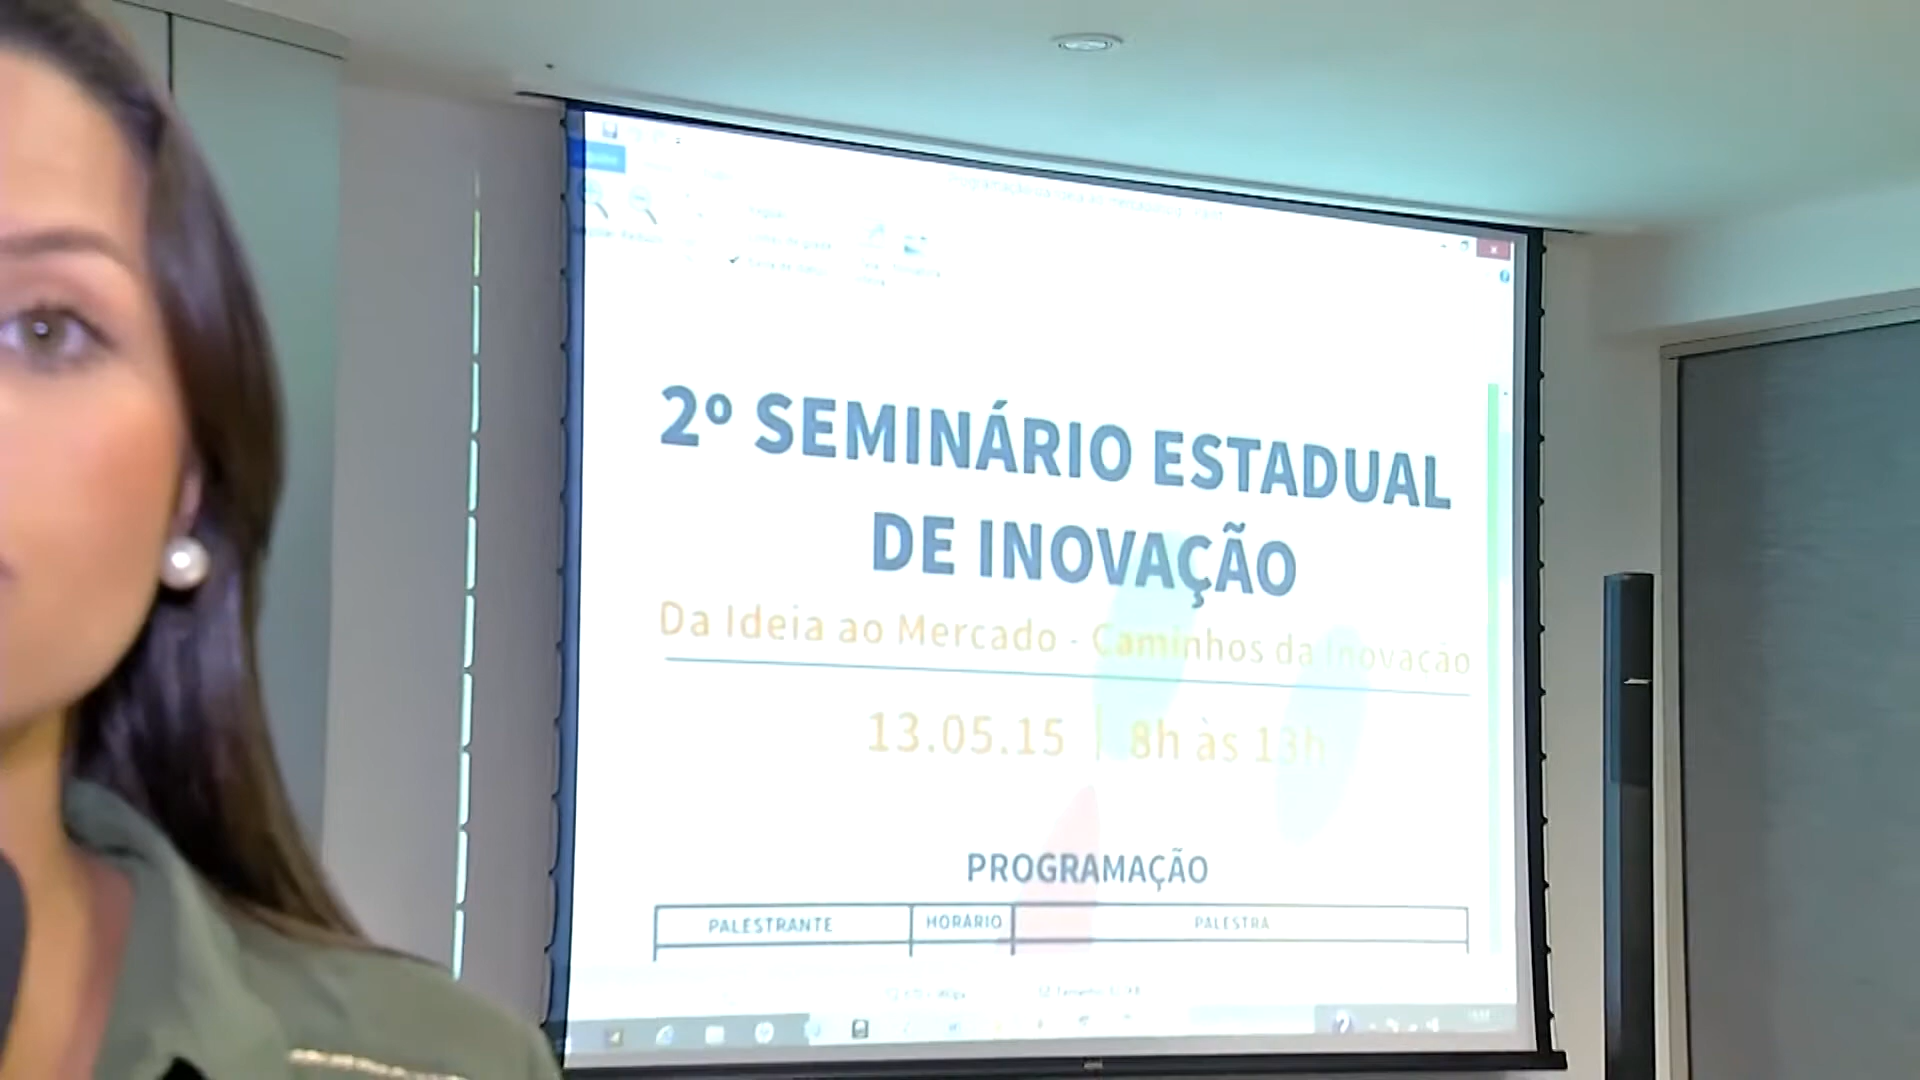 2º SEMINÁRIO ESTADUAL
DE INOVAÇÃO
Da Ideia ao Mercado - Caminhos da Inovação
13.05.15 | 8h às 13h
PROGRAMAÇÃO
PALESTRANTE HORÁRIO PALESTRA